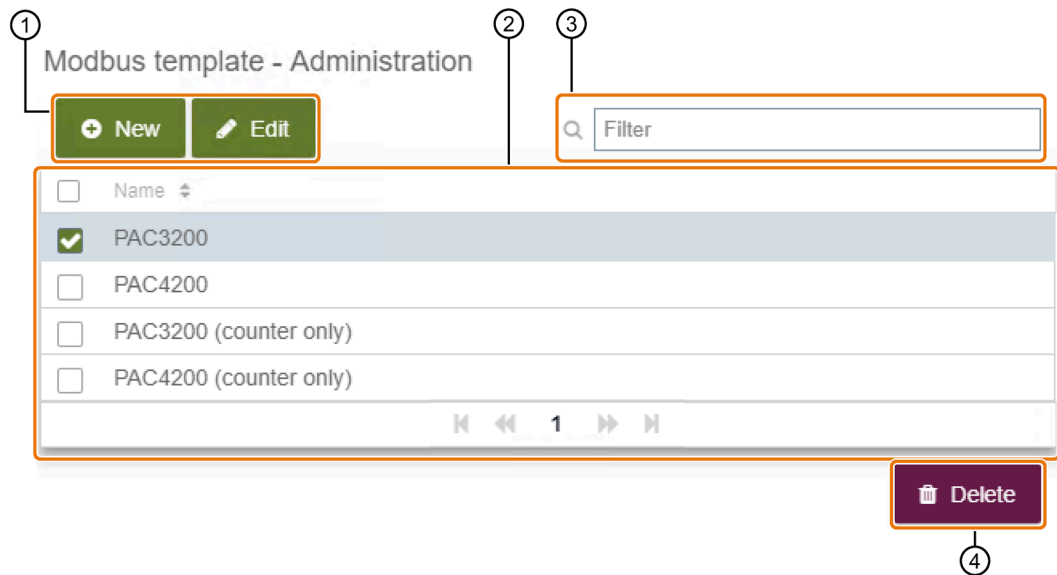 1 2 3
Modbus template - Administration
New Edit Filter
Name
PAC3200
PAC4200
PAC3200 (counter only)
PAC4200 (counter only)
1
Delete
4